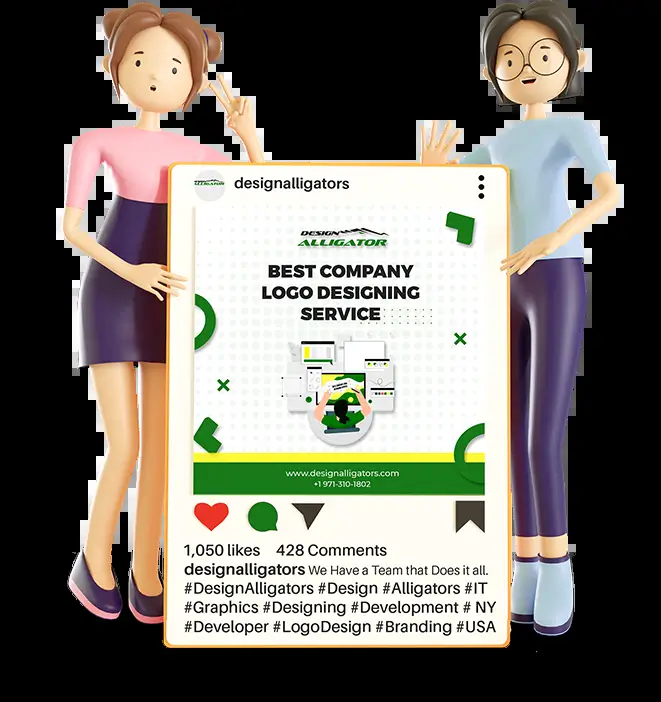 ALLIGATOR
designalligators
DESIGN
ALLIGATOR
BEST COMPANY
LOGO DESIGNING
SERVICE
www.designalligators.com
+1 971-310-1802
1,050 likes 428 Comments
designalligators We Have a Team that Does it all.
#DesignAlligators #Design #Alligators #IT
#Graphics #Designing #Development # NY
#Developer #LogoDesign #Branding #USA